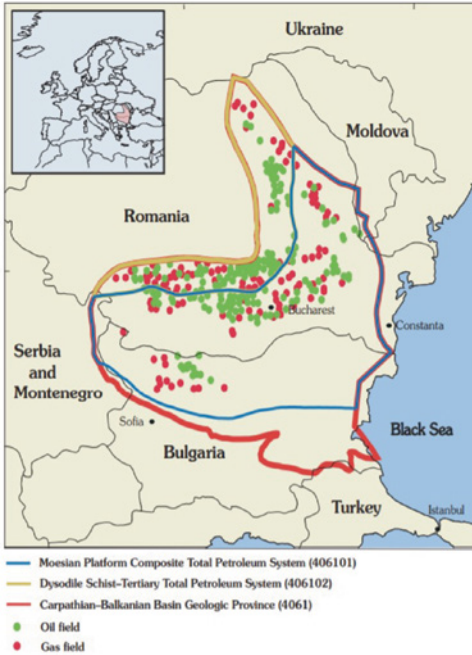 Ukraine
Moldova
Romania
Bucharest
Constanta
Serbia
and
Montenegro
Sofia
Black Sea
Bulgaria
Turkey
Istanbul
Moesian Platform Composite Total Petroleum System (406101)
Dysodile Schist–Tertiary Total Petroleum System (406102)
Carpathian–Balkanian Basin Geologic Province (4061)
Oil field
Gas field